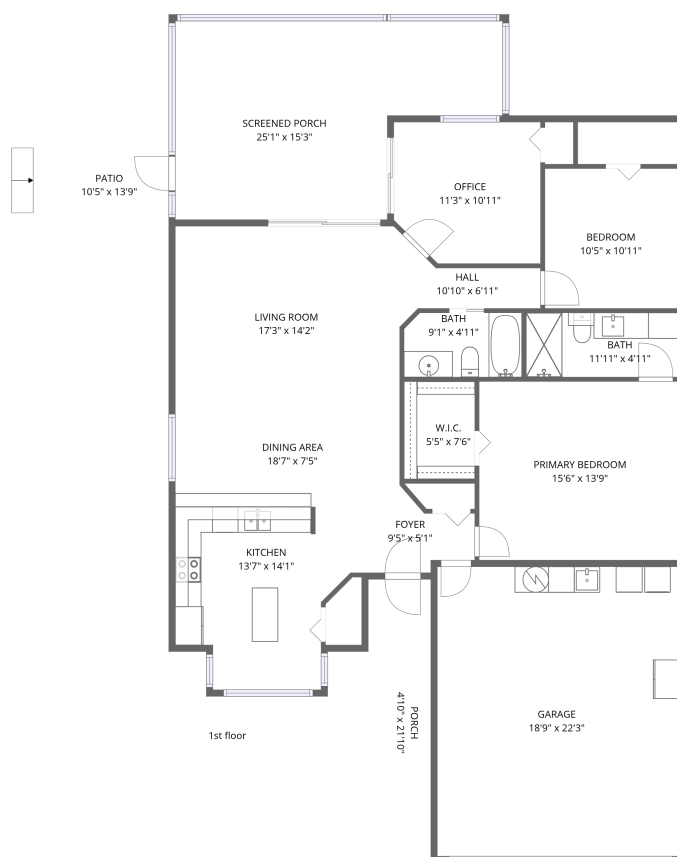 SCREENED PORCH
25'1" x 15'3"
PATIO
10'5" x 13'9"
OFFICE
11'3" x 10'11"
BEDROOM
10'5" x 10'11"
HALL
10'10" x 6'11"
LIVING ROOM
17'3" x 14'2"
BATH
9'1" x 4'11"
BATH
11'11" x 4'11"
W.I.C.
5'5" x 7'6"
DINING AREA
18'7" x 7'5"
PRIMARY BEDROOM
15'6" x 13'9"
FOYER
9'5" x 5'1"
KITCHEN
13'7" x 14'1"
PORCH
4'10" x 21'10"
GARAGE
18'9" x 22'3"
1st floor